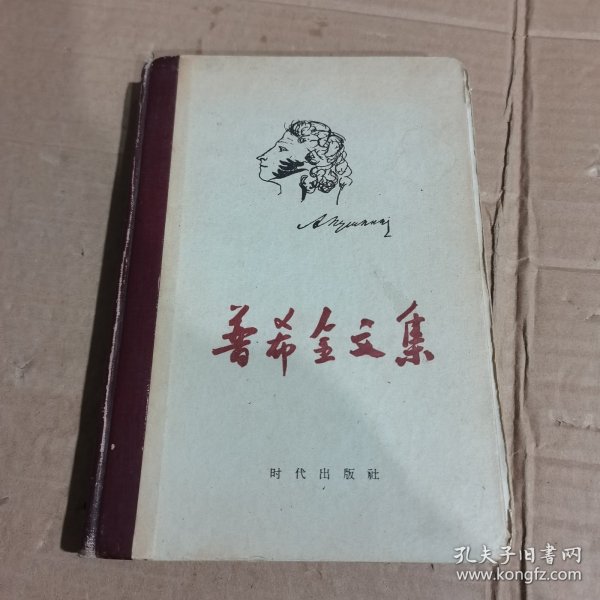 А Пушкин
普希金文集
时代出版社
孔夫子旧书网
www.kongfz.com